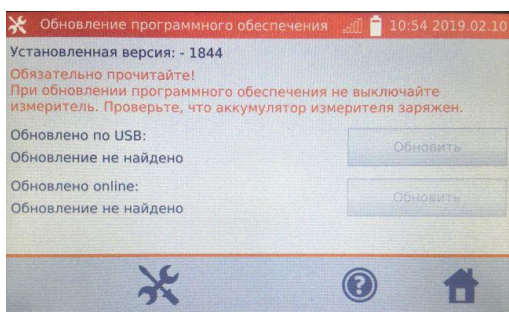 Обновление программного обеспечения 10:54 2019.02.10
Установленная версия: - 1844
Обязательно прочитайте!
При обновлении программного обеспечения не выключайте
измеритель. Проверьте, что аккумулятор измерителя заряжен.
Обновлено по USB:
Обновить
Обновление не найдено
Обновлено online:
Обновить
Обновление не найдено
?